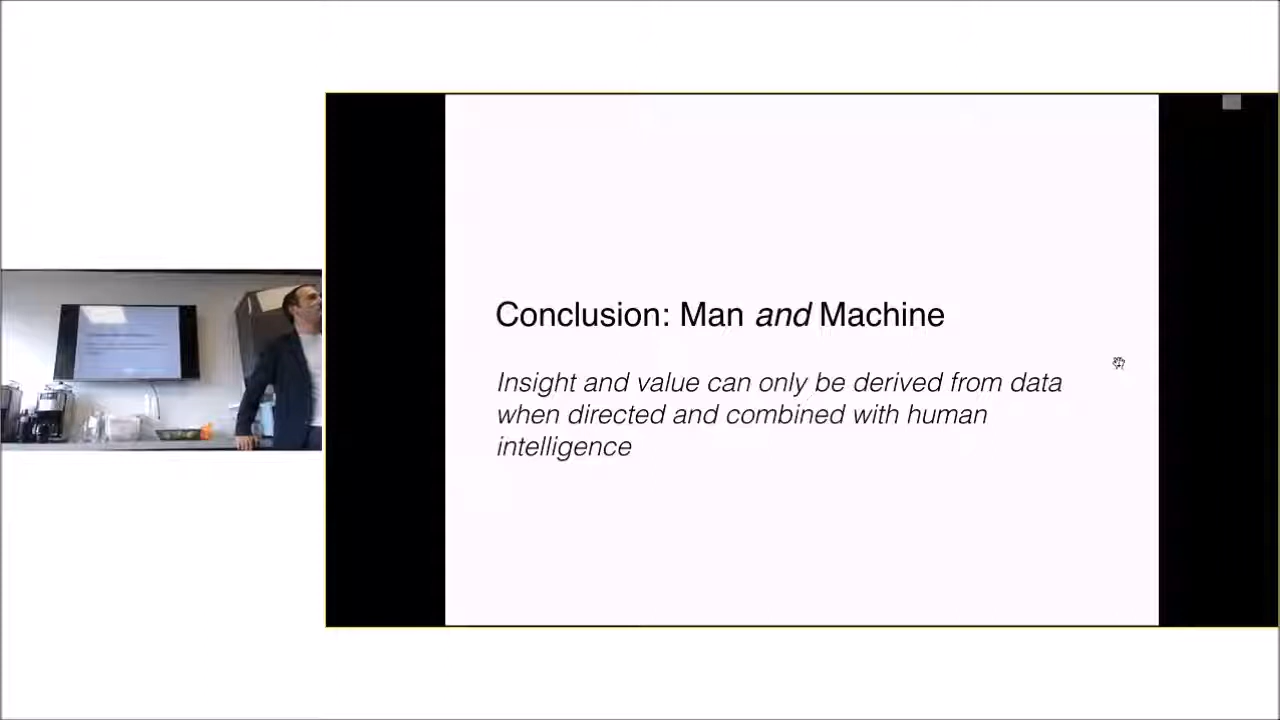 Conclusion: Man and Machine
Insight and value can only be derived from data
when directed and combined with human
intelligence